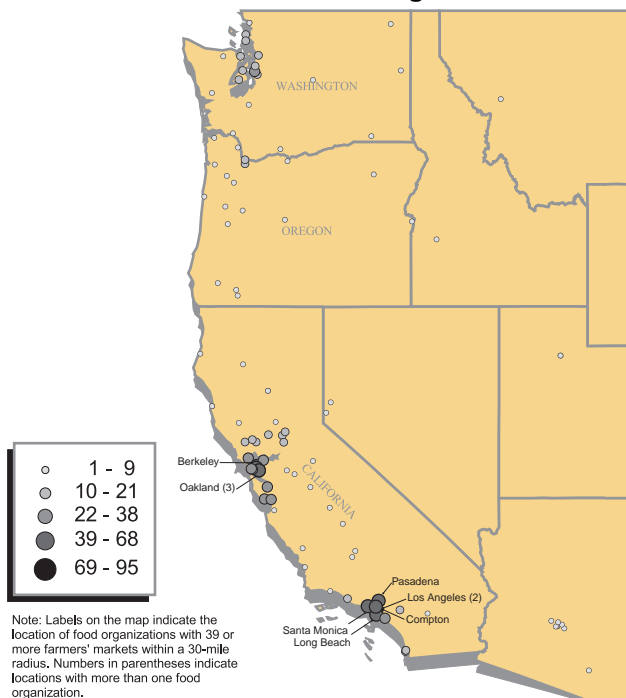 WASHINGTON
OREGON
CALIFORNIA
Berkeley
Oakland (3)
1 - 9
10 - 21
22 - 38
39 - 68
69 - 95
Pasadena
Los Angeles (2)
Compton
Santa Monica
Long Beach
Note: Labels on the map indicate the
location of food organizations with 39 or
more farmers' markets within a 30-mile
radius. Numbers in parentheses indicate
locations with more than one food
organization.